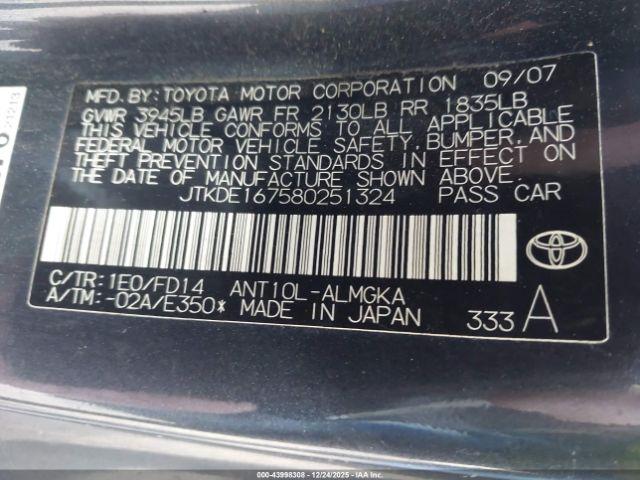 MFD. BY: TOYOTA MOTOR CORPORATION 09/07
GVWR 3945LB GAWR FR 2130LB RR 1835LB
THIS VEHICLE CONFORMS TO ALL APPLICABLE
FEDERAL MOTOR VEHICLE SAFETY, BUMPER, AND
THEFT PREVENTION STANDARDS IN EFFECT ON
THE DATE OF MANUFACTURE SHOWN ABOVE.
JTKDE167580251324 PASS CAR
C/TR: 1E0/FD14 ANT10L-ALMGKA
A/TM: -02A/E350* MADE IN JAPAN 333 A
000-43998308 - 12/24/2025 - IAA, Inc.